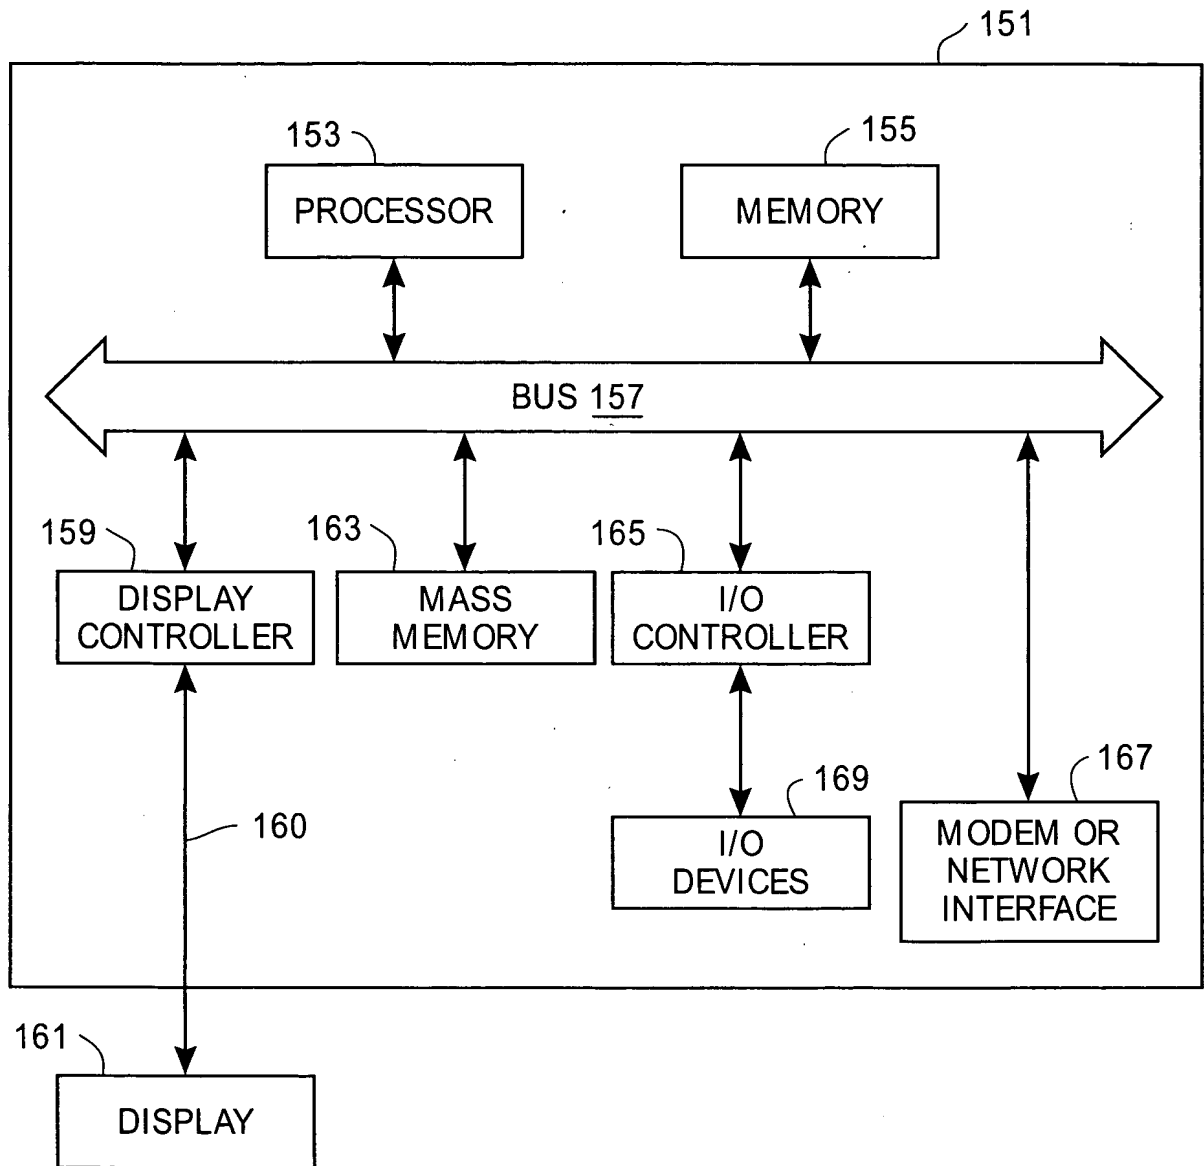 151
153
155
PROCESSOR
MEMORY
BUS 157
159
163
165
DISPLAY
CONTROLLER
MASS
MEMORY
I/O
CONTROLLER
167
169
160
I/O
DEVICES
MODEM OR
NETWORK
INTERFACE
161
DISPLAY